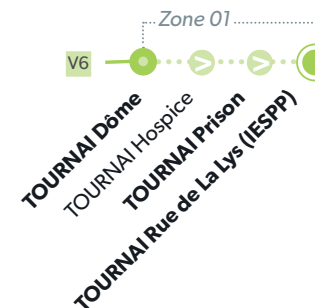 Zone 01
V6
TOURNAI Dôme
TOURNAI Hospice
TOURNAI Prison
TOURNAI Rue de La Lys (IESPP)